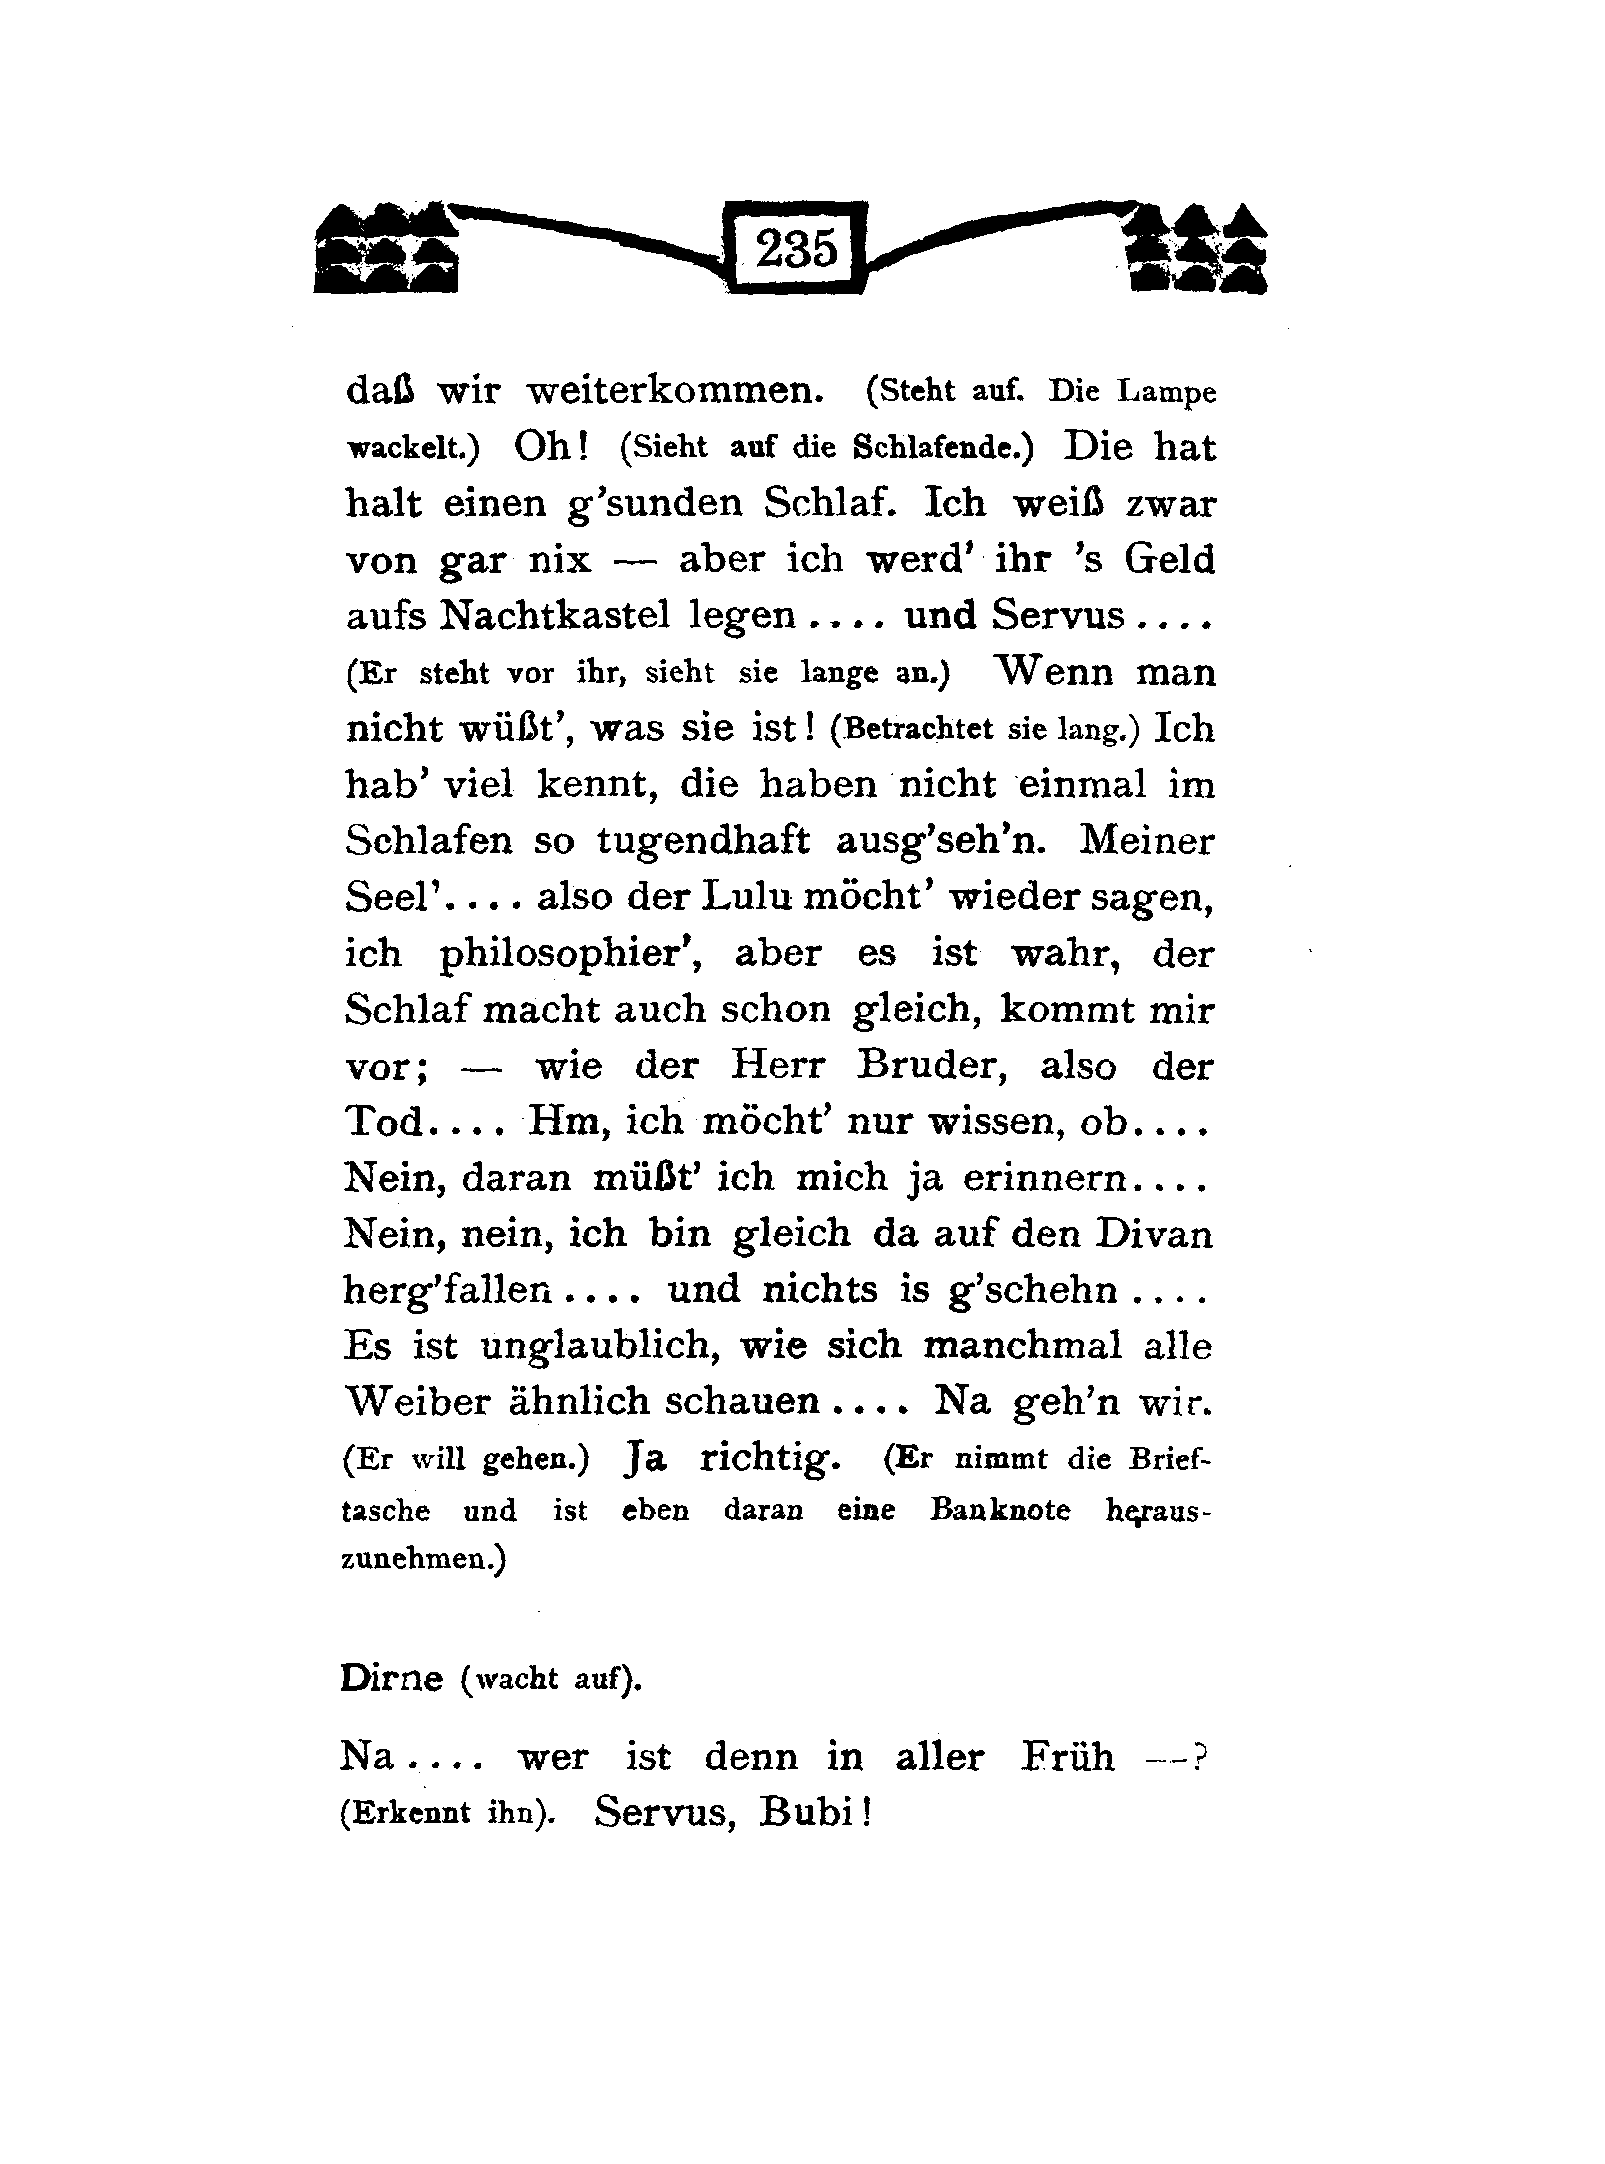 235
daß wir weiterkommen. (Steht auf. Die Lampe
wackelt.) Oh! (Sieht auf die Schlafende.) Die hat
halt einen g’sunden Schlaf. Ich weiß zwar
von gar nix — aber ich werd’ ihr ’s Geld
aufs Nachtkastel legen .... und Servus ....
(Er steht vor ihr, sieht sie lange an.) Wenn man
nicht wüßt’, was sie ist! (Betrachtet sie lang.) Ich
hab’ viel kennt, die haben nicht einmal im
Schlafen so tugendhaft ausg’seh’n. Meiner
Seel’.... also der Lulu möcht’ wieder sagen,
ich philosophier’, aber es ist wahr, der
Schlaf macht auch schon gleich, kommt mir
vor; — wie der Herr Bruder, also der
Tod.... Hm, ich möcht’ nur wissen, ob....
Nein, daran müßt’ ich mich ja erinnern....
Nein, nein, ich bin gleich da auf den Divan
herg’fallen .... und nichts is g’schehn ....
Es ist unglaublich, wie sich manchmal alle
Weiber ähnlich schauen .... Na geh’n wir.
(Er will gehen.) Ja richtig. (Er nimmt die Brief-
tasche und ist eben daran eine Banknote heraus-
zunehmen.)
Dirne (wacht auf).
Na .... wer ist denn in aller Früh —?
(Erkennt ihn). Servus, Bubi!